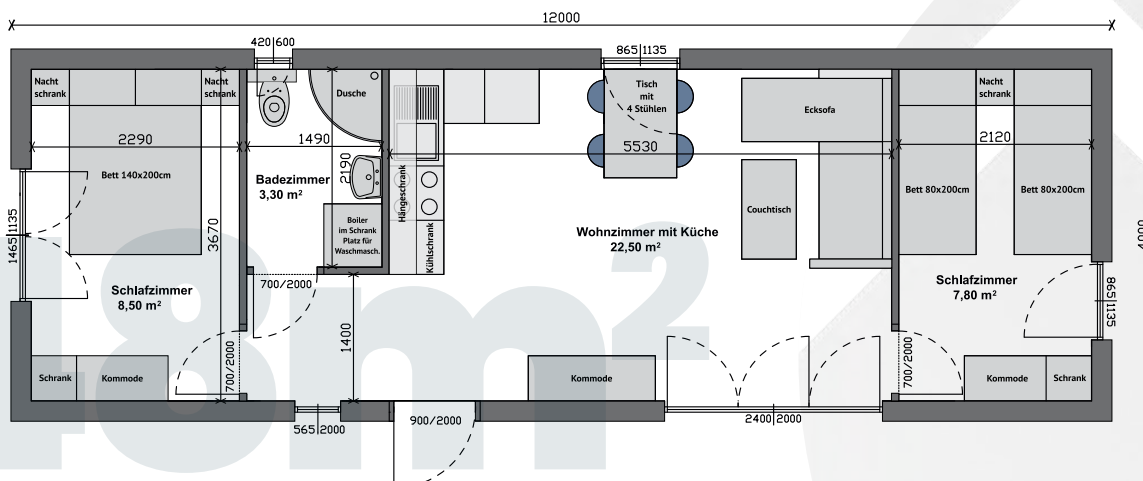 12000
420|600
865|1135
Nacht
schrank
Nacht
schrank
Dusche
Tisch
mit
4 Stühlen
Ecksofa
Nacht
schrank
2290
1490
5530
2120
Bett 140x200cm
Badezimmer
3,30 m²
2190
Hängeschrank
Couchtisch
Bett 80x200cm
Bett 80x200cm
1465|1135
3670
Boiler
im Schrank
Platz für
Waschmasch.
Kühlschrank
Wohnzimmer mit Küche
22,50 m²
4000
Schlafzimmer
8,50 m²
700/2000
Schlafzimmer
7,80 m²
865|1135
48m²
1400
Schrank
Kommode
700/2000
Kommode
700/2000
Kommode
Schrank
565|2000
900/2000
2400|2000